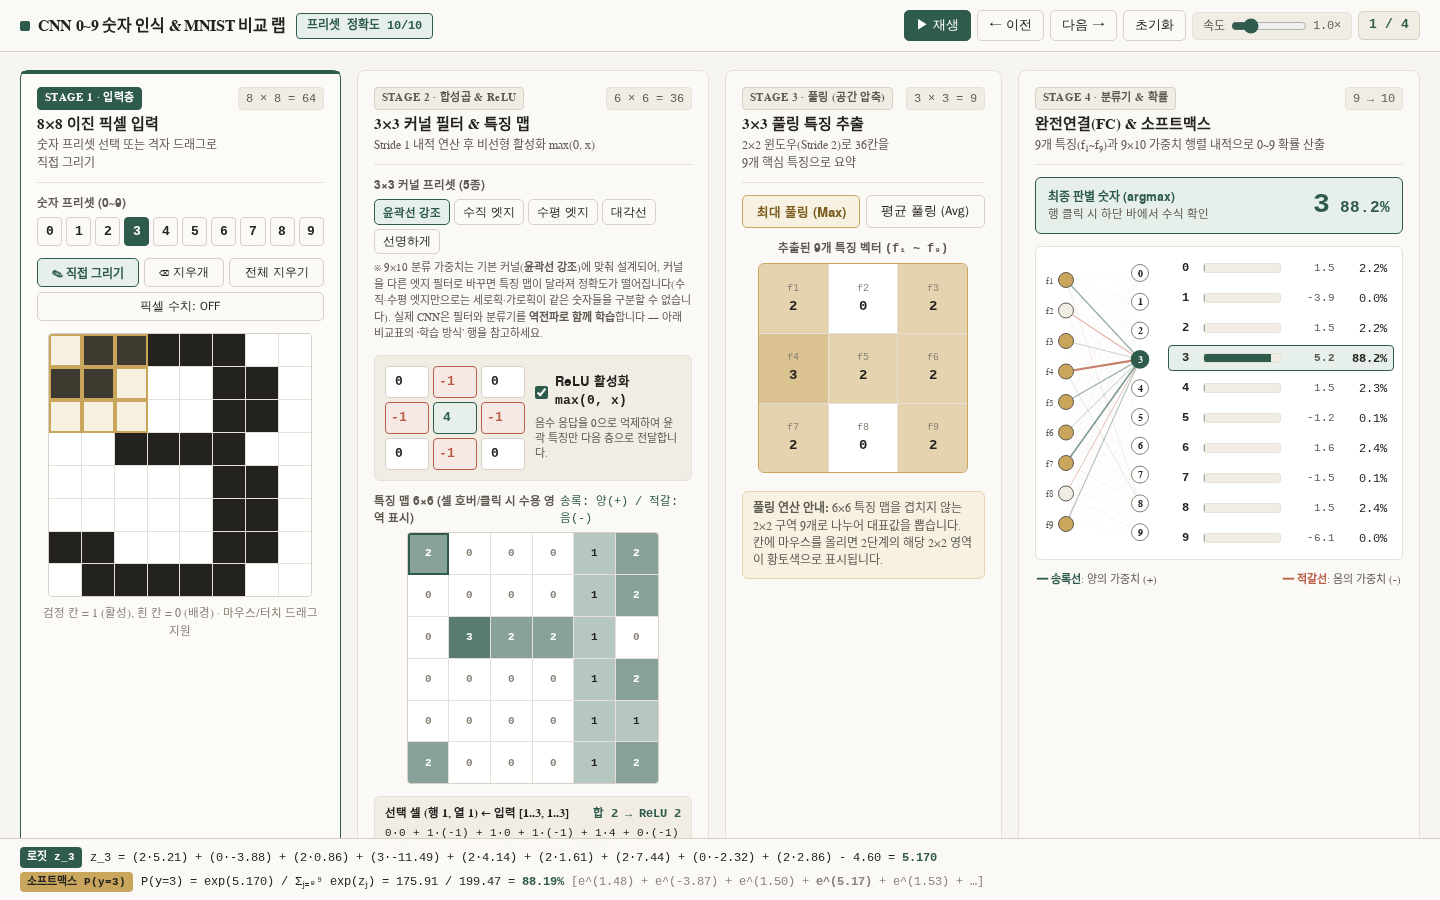 CNN 0~9 숫자 인식 & MNIST 비교 랩
프리셋 정확도 10/10
▶ 재생
← 이전
다음 →
초기화
속도 1.0×
1 / 4
STAGE 1 · 입력층
8 × 8 = 64
8×8 이진 픽셀 입력
숫자 프리셋 선택 또는 격자 드래그로
직접 그리기
숫자 프리셋 (0~9)
0 1 2 3 4 5 6 7 8 9
✎ 직접 그리기
⌫ 지우개
전체 지우기
픽셀 수치: OFF
검정 칸 = 1 (활성), 흰 칸 = 0 (배경) · 마우스/터치 드래그
지원
STAGE 2 · 합성곱 & ReLU
6 × 6 = 36
3×3 커널 필터 & 특징 맵
Stride 1 내적 연산 후 비선형 활성화 max(0, x)
3×3 커널 프리셋 (5종)
윤곽선 강조
수직 엣지
수평 엣지
대각선
선명하게
※ 9×10 분류 가중치는 기본 커널(윤곽선 강조)에 맞춰 설계되어, 커널
을 다른 엣지 필터로 바꾸면 특징 맵이 달라져 정확도가 떨어집니다(수
직·수평 엣지만으로는 세로획·가로획이 같은 숫자들을 구분할 수 없습니
다). 실제 CNN은 필터와 분류기를 역전파로 함께 학습합니다 — 아래
비교표의 '학습 방식' 행을 참고하세요.
0 -1 0
-1 4 -1
0 -1 0
ReLU 활성화
max(0, x)
음수 응답을 0으로 억제하여 윤
곽 특징만 다음 층으로 전달합니
다.
특징 맵 6×6 (셀 호버/클릭 시 수용 영
역 표시)
송록: 양(+) / 적갈:
음(-)
2 0 0 0 1 2
0 0 0 0 1 2
0 3 2 2 1 0
0 0 0 0 1 2
0 0 0 0 1 1
2 0 0 0 1 2
선택 셀 (행 1, 열 1) ← 입력 [1..3, 1..3]
합 2 → ReLU 2
0·0 + 1·(-1) + 1·0 + 1·(-1) + 1·4 + 0·(-1)
STAGE 3 · 풀링 (공간 압축)
3 × 3 = 9
3×3 풀링 특징 추출
2×2 윈도우(Stride 2)로 36칸을
9개 핵심 특징으로 요약
최대 풀링 (Max)
평균 풀링 (Avg)
추출된 9개 특징 벡터 (f₁ ~ f₉)
f1 f2 f3
2 0 2
f4 f5 f6
3 2 2
f7 f8 f9
2 0 2
풀링 연산 안내: 6×6 특징 맵을 겹치지 않는
2×2 구역 9개로 나누어 대표값을 뽑습니다.
칸에 마우스를 올리면 2단계의 해당 2×2 영역
이 황토색으로 표시됩니다.
STAGE 4 · 분류기 & 확률
9 → 10
완전연결(FC) & 소프트맥스
9개 특징(f₁~f₉)과 9×10 가중치 행렬 내적으로 0~9 확률 산출
최종 판별 숫자 (argmax)
행 클릭 시 하단 바에서 수식 확인
3 88.2%
f1
f2
f3
f4
f5
f6
f7
f8
f9
0
1
2
3
4
5
6
7
8
9
0 1.5 2.2%
1 -3.9 0.0%
2 1.5 2.2%
3 5.2 88.2%
4 1.5 2.3%
5 -1.2 0.1%
6 1.6 2.4%
7 -1.5 0.1%
8 1.5 2.4%
9 -6.1 0.0%
━ 송록선: 양의 가중치 (+)
━ 적갈선: 음의 가중치 (-)
로짓 z_3 z_3 = (2·5.21) + (0·-3.88) + (2·0.86) + (3·-11.49) + (2·4.14) + (2·1.61) + (2·7.44) + (0·-2.32) + (2·2.86) - 4.60 = 5.170
소프트맥스 P(y=3) P(y=3) = exp(5.170) / Σⱼ₌₀⁹ exp(zⱼ) = 175.91 / 199.47 = 88.19% [e^(1.48) + e^(-3.87) + e^(1.50) + e^(5.17) + e^(1.53) + …]